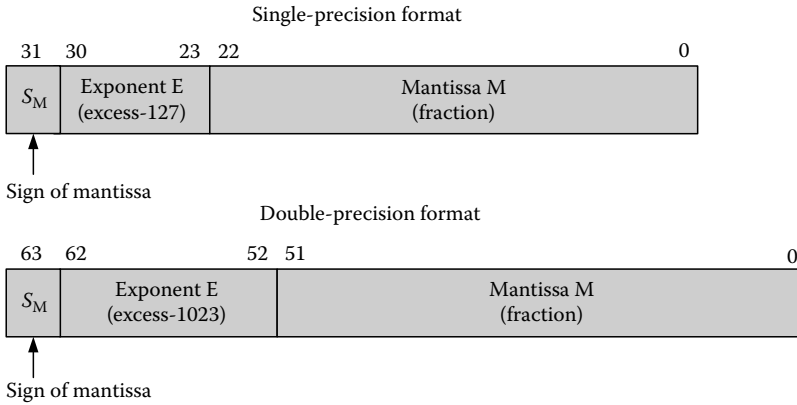 Single-precision format
31 30 23 22 0
S_M Exponent E (excess-127) Mantissa M (fraction)
Sign of mantissa
Double-precision format
63 62 52 51 0
S_M Exponent E (excess-1023) Mantissa M (fraction)
Sign of mantissa